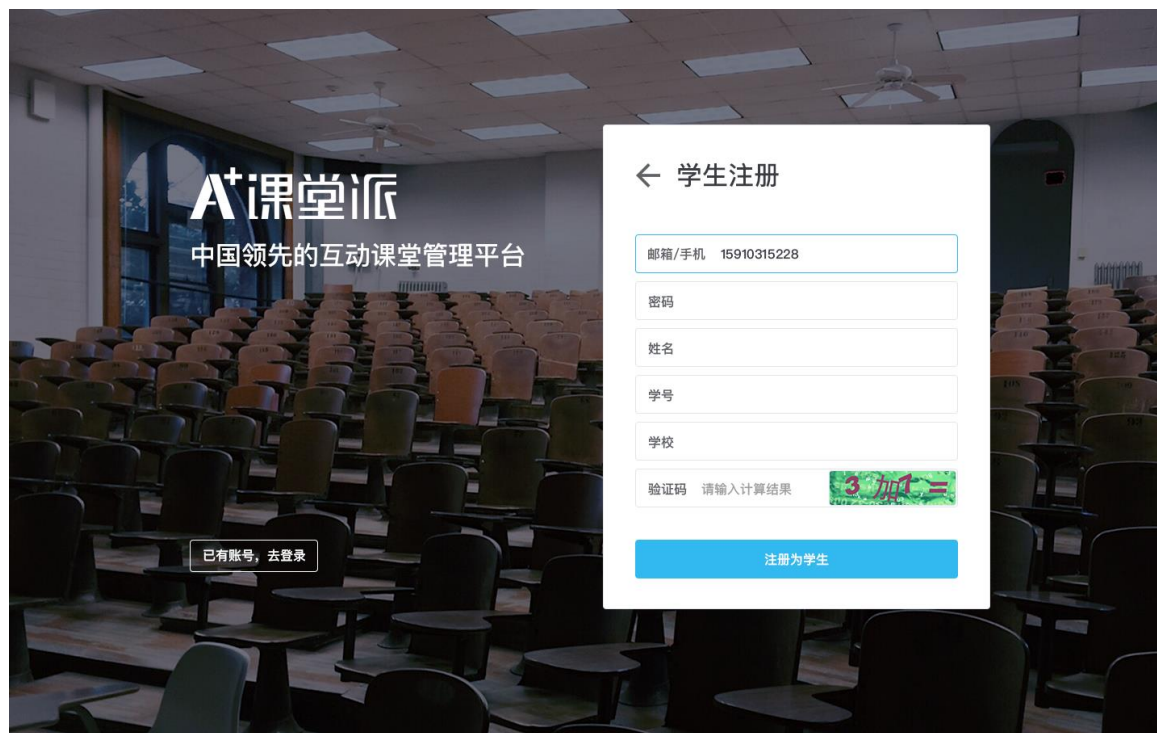 A+课堂派
中国领先的互动课堂管理平台
已有账号，去登录
← 学生注册
邮箱/手机 15910315228
密码
姓名
学号
学校
验证码 请输入计算结果 3 加1 =
注册为学生